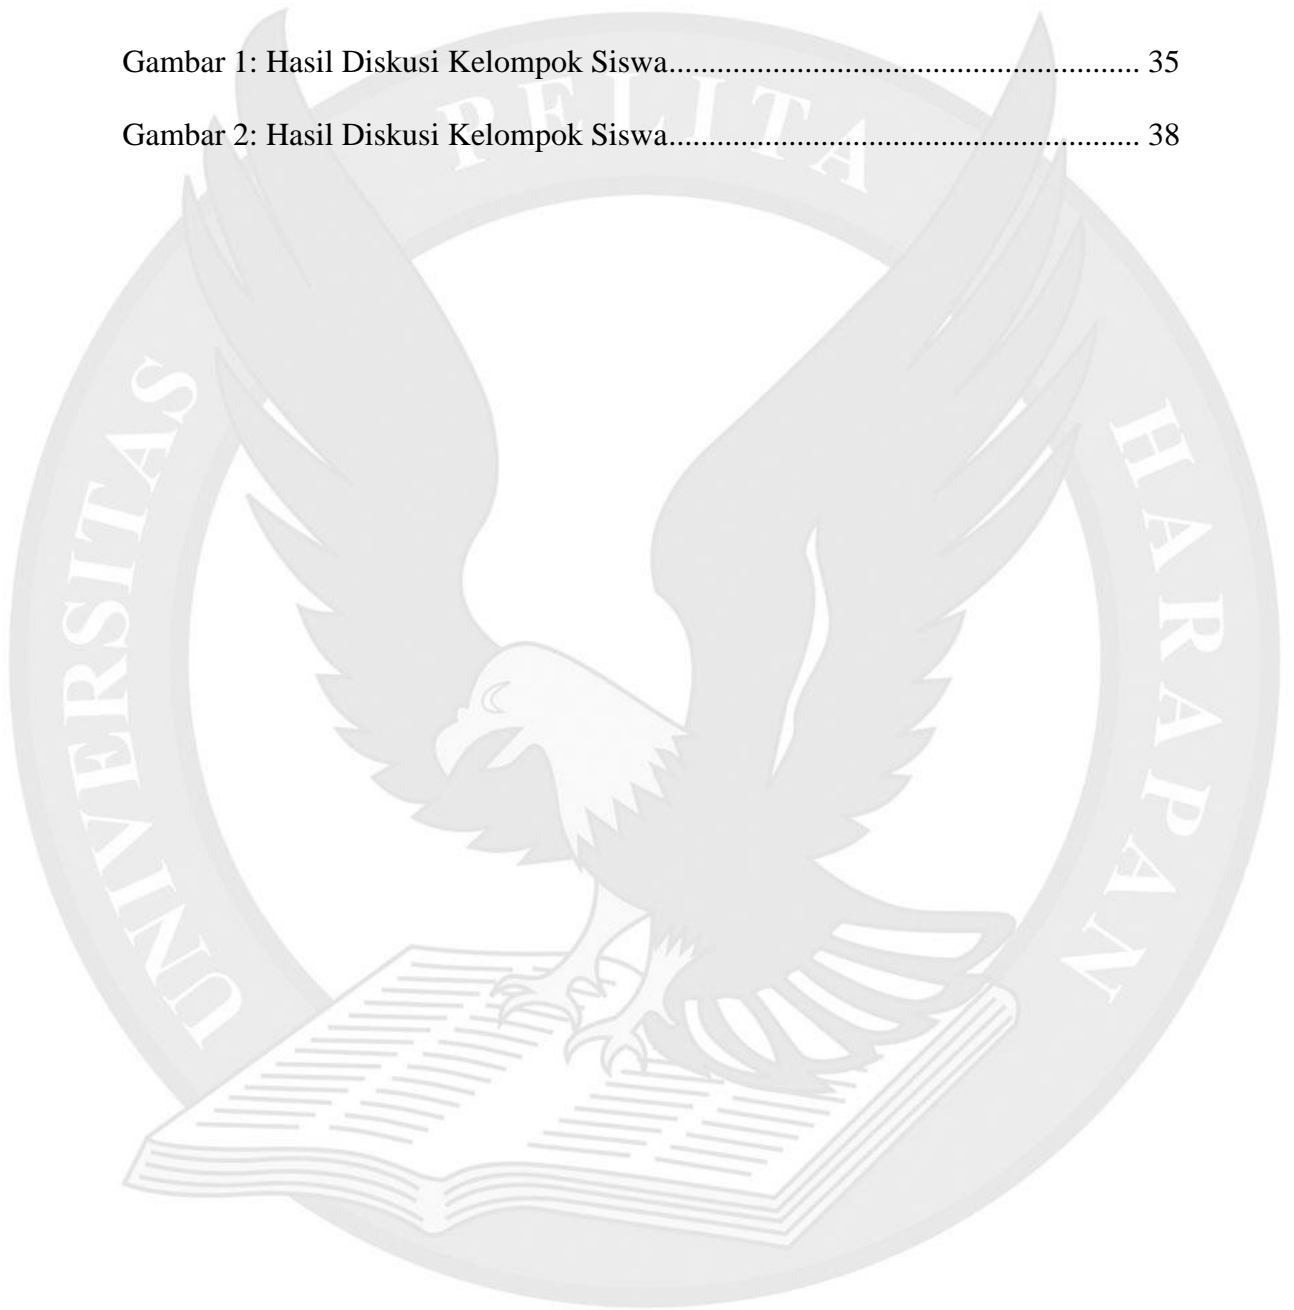 Gambar 1: Hasil Diskusi Kelompok Siswa.......................................................... 35
Gambar 2: Hasil Diskusi Kelompok Siswa.......................................................... 38
UNIVERSITAS PELITA HARAPAN